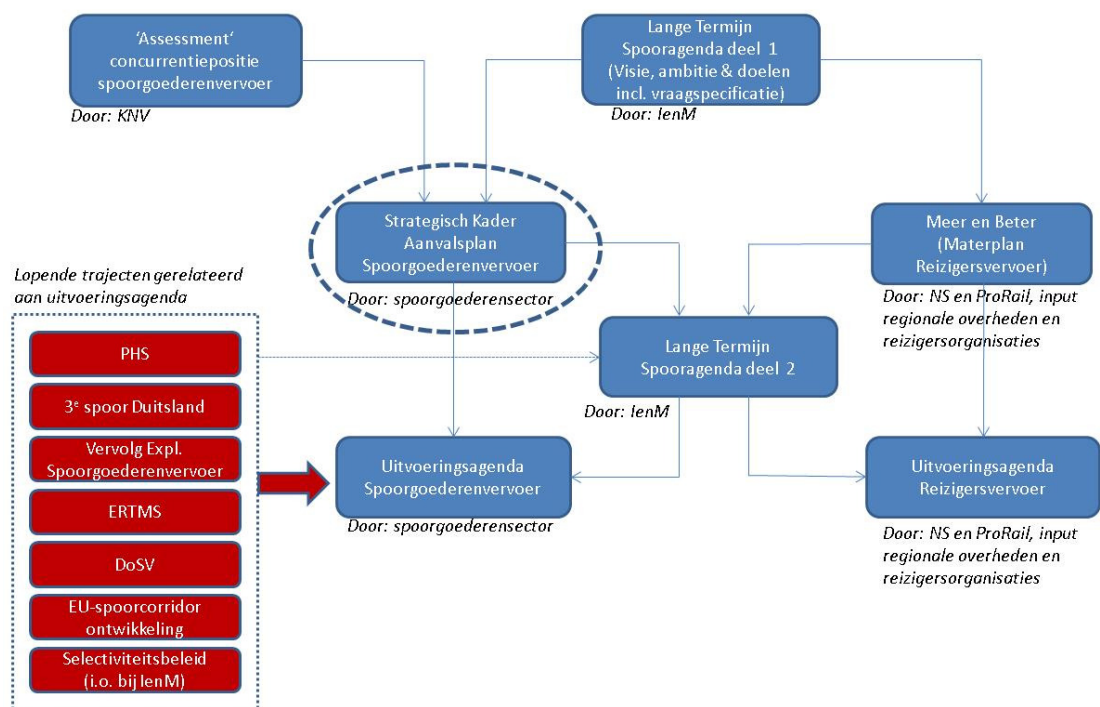 ‘Assessment‘
concurrentiepositie
spoorgoederenvervoer
Door: KNV
Lange Termijn
Spooragenda deel 1
(Visie, ambitie & doelen
incl. vraagspecificatie)
Door: IenM
Strategisch Kader
Aanvalsplan
Spoorgoederenvervoer
Door: spoorgoederensector
Meer en Beter
(Materplan
Reizigersvervoer)
Door: NS en ProRail, input
regionale overheden en
reizigersorganisaties
Lopende trajecten gerelateerd
aan uitvoeringsagenda
PHS
3e spoor Duitsland
Vervolg Expl.
Spoorgoederenvervoer
ERTMS
DoSV
EU-spoorcorridor
ontwikkeling
Selectiviteitsbeleid
(i.o. bij IenM)
Lange Termijn
Spooragenda deel 2
Door: IenM
Uitvoeringsagenda
Spoorgoederenvervoer
Door: spoorgoederensector
Uitvoeringsagenda
Reizigersvervoer
Door: NS en ProRail, input
regionale overheden en
reizigersorganisaties